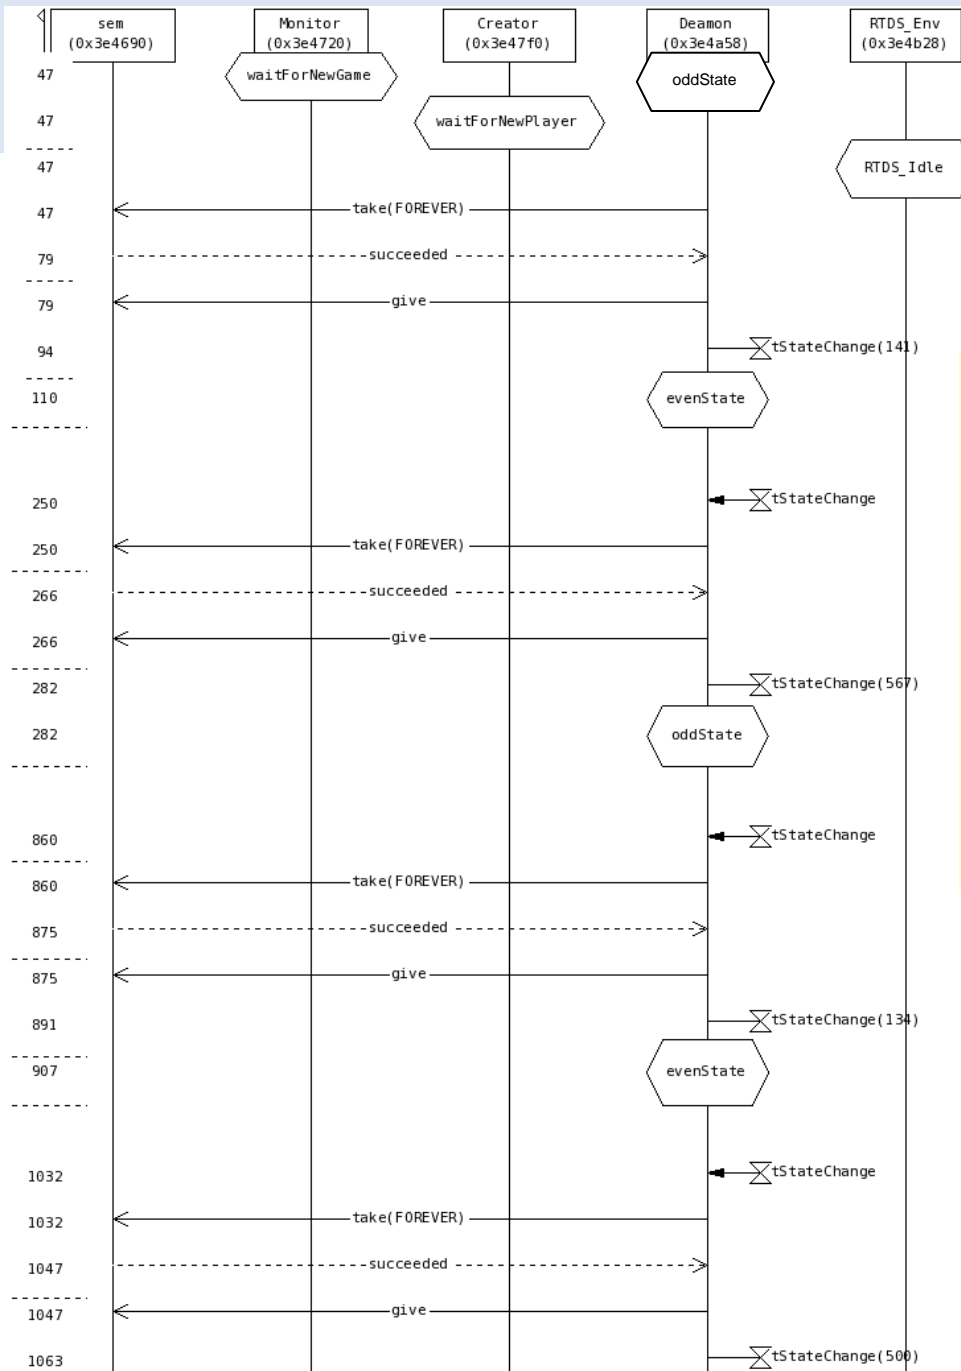 sem Monitor Creator Deamon RTDS_Env
(0x3e4690) (0x3e4720) (0x3e47f0) (0x3e4a58) (0x3e4b28)
47 waitForNewGame oddState
47 waitForNewPlayer
47 RTDS_Idle
47 take(FOREVER)
79 succeeded
79 give
94 tStateChange(141)
110 evenState
250 tStateChange
250 take(FOREVER)
266 succeeded
266 give
282 tStateChange(567)
282 oddState
860 tStateChange
860 take(FOREVER)
875 succeeded
875 give
891 tStateChange(134)
907 evenState
1032 tStateChange
1032 take(FOREVER)
1047 succeeded
1047 give
1063 tStateChange(500)